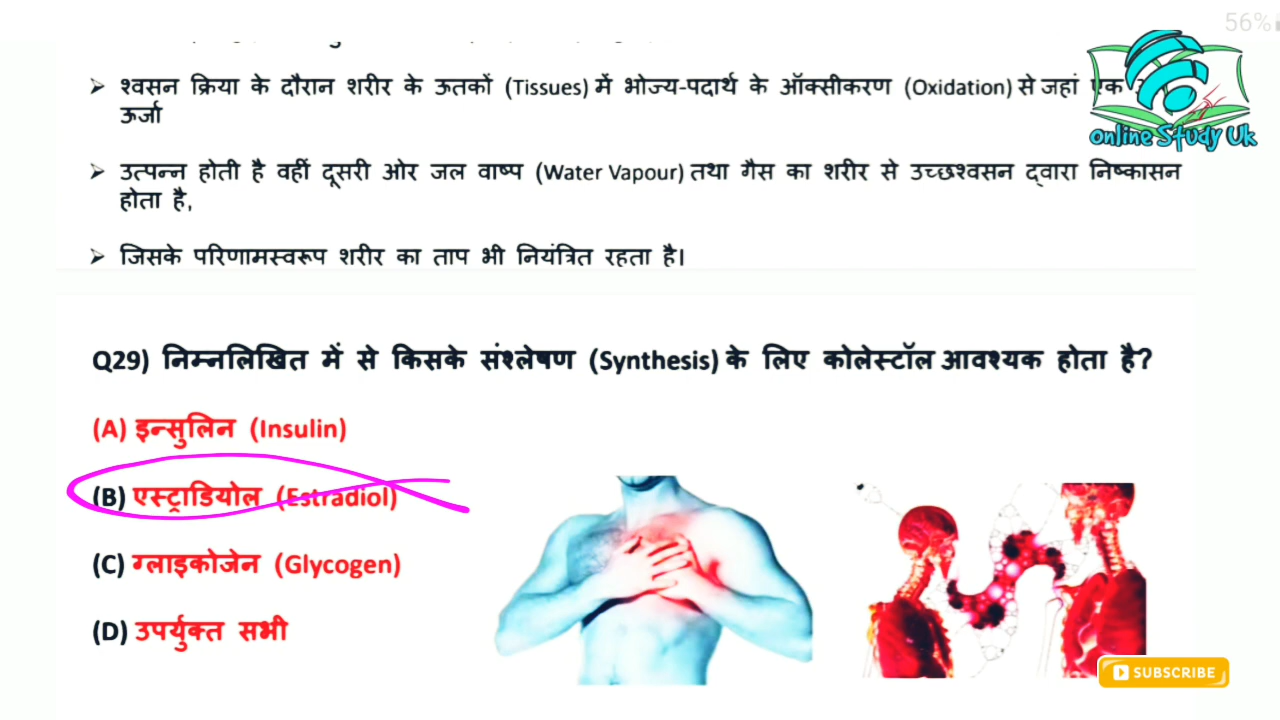 56%
➢ श्वसन क्रिया के दौरान शरीर के ऊतकों (Tissues) में भोज्य-पदार्थ के ऑक्सीकरण (Oxidation) से जहां एक
ऊर्जा
Online Study Uk
➢ उत्पन्न होती है वहीं दूसरी ओर जल वाष्प (Water Vapour) तथा गैस का शरीर से उच्छश्वसन द्वारा निष्कासन
होता है,
➢ जिसके परिणामस्वरूप शरीर का ताप भी नियंत्रित रहता है।
Q29) निम्नलिखित में से किसके संश्लेषण (Synthesis) के लिए कोलेस्टॉल आवश्यक होता है?
(A) इन्सुलिन (Insulin)
(B) एस्ट्राडियोल (Estradiol)
(C) ग्लाइकोजेन (Glycogen)
(D) उपर्युक्त सभी
SUBSCRIBE